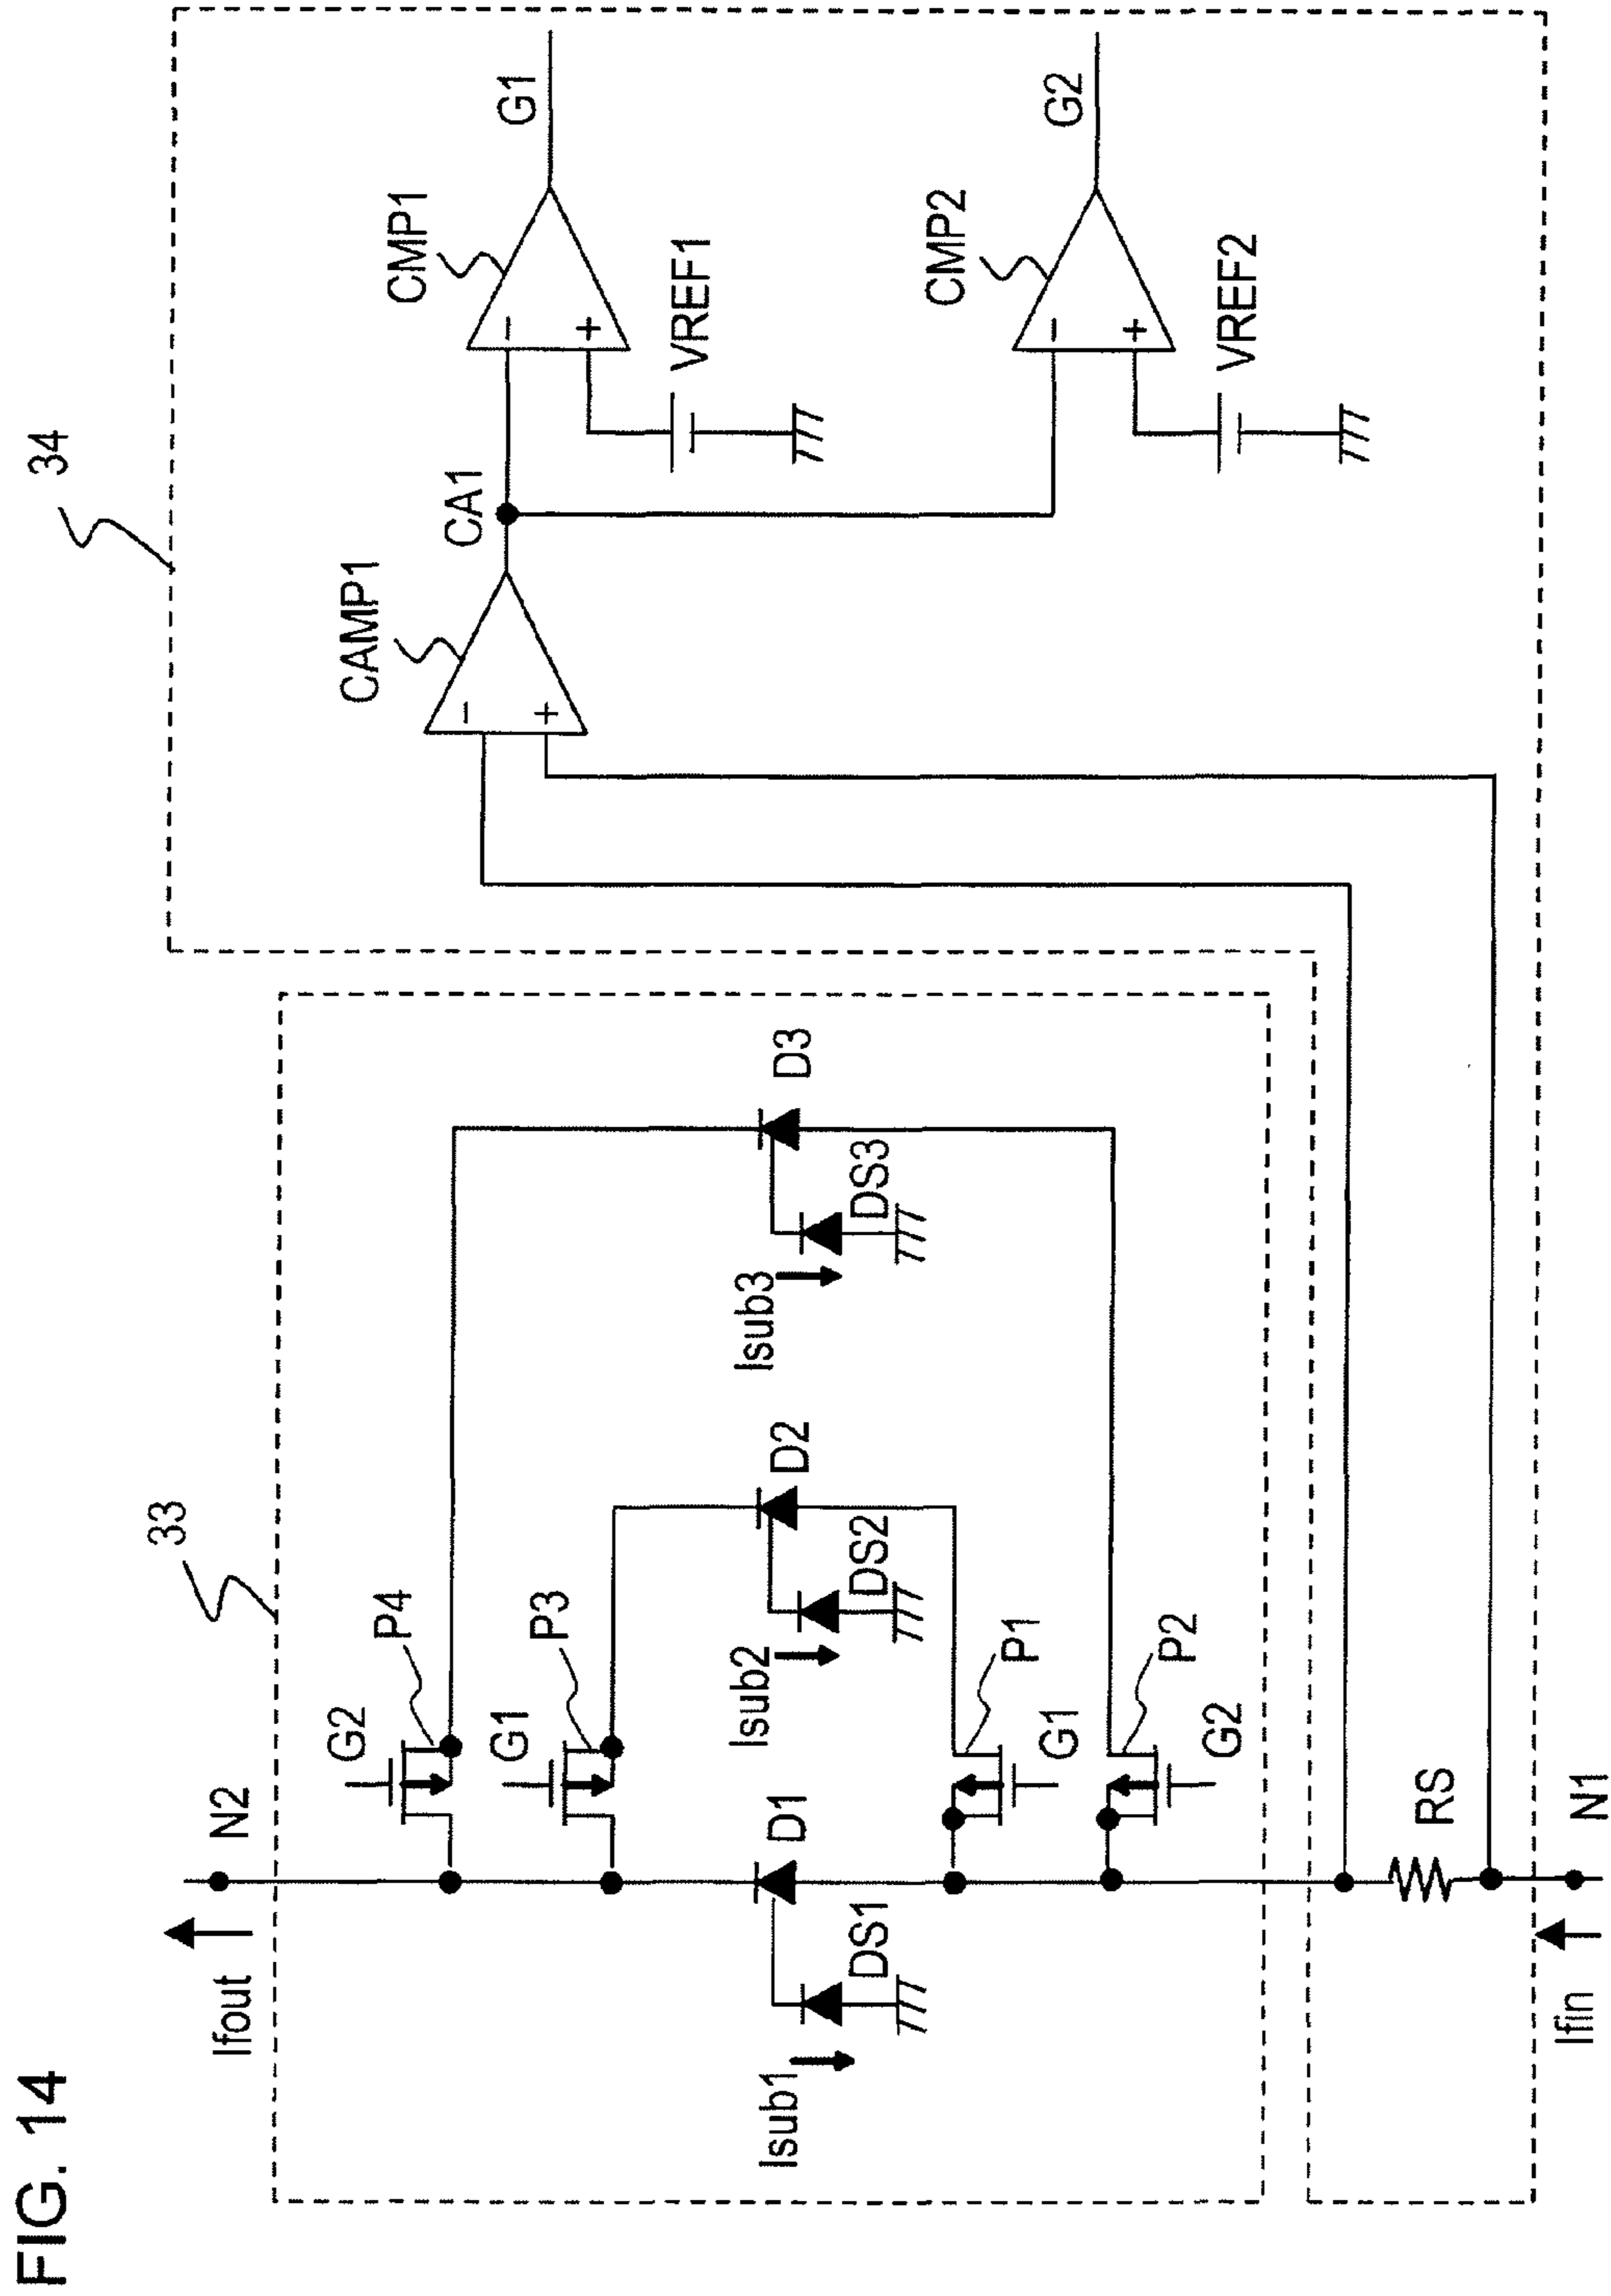 FIG. 14
34
33
N2
Ifout
G2
P4
G1
P3
D1
DS1
Isub1
D2
DS2
Isub2
D3
DS3
Isub3
P1
G1
P2
G2
RS
N1
Ifin
CAMP1
-
+
CA1
CMP1
-
+
G1
VREF1
CMP2
-
+
G2
VREF2